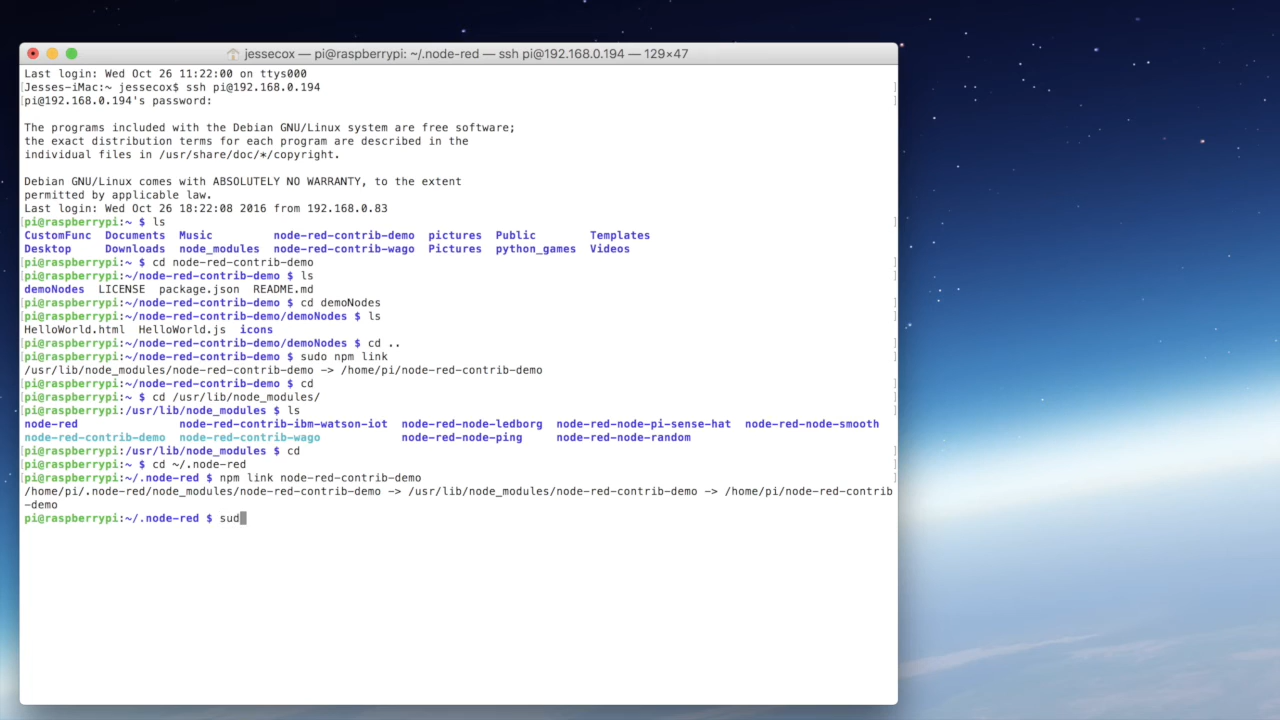 jessecox — pi@raspberrypi: ~/.node-red — ssh pi@192.168.0.194 — 129×47
Last login: Wed Oct 26 11:22:00 on ttys000
[Jesses-iMac:~ jessecox$ ssh pi@192.168.0.194 ]
[pi@192.168.0.194's password: ]
The programs included with the Debian GNU/Linux system are free software;
the exact distribution terms for each program are described in the
individual files in /usr/share/doc/*/copyright.
Debian GNU/Linux comes with ABSOLUTELY NO WARRANTY, to the extent
permitted by applicable law.
Last login: Wed Oct 26 18:22:08 2016 from 192.168.0.83
[pi@raspberrypi:~ $ ls ]
CustomFunc  Documents  Music        node-red-contrib-demo  pictures  Public        Templates
Desktop     Downloads  node_modules  node-red-contrib-wago  Pictures  python_games  Videos
[pi@raspberrypi:~ $ cd node-red-contrib-demo ]
[pi@raspberrypi:~/node-red-contrib-demo $ ls ]
demoNodes  LICENSE  package.json  README.md
[pi@raspberrypi:~/node-red-contrib-demo $ cd demoNodes ]
[pi@raspberrypi:~/node-red-contrib-demo/demoNodes $ ls ]
HelloWorld.html  HelloWorld.js  icons
[pi@raspberrypi:~/node-red-contrib-demo/demoNodes $ cd .. ]
[pi@raspberrypi:~/node-red-contrib-demo $ sudo npm link ]
/usr/lib/node_modules/node-red-contrib-demo -> /home/pi/node-red-contrib-demo
[pi@raspberrypi:~/node-red-contrib-demo $ cd ]
[pi@raspberrypi:~ $ cd /usr/lib/node_modules/ ]
[pi@raspberrypi:/usr/lib/node_modules $ ls ]
node-red               node-red-contrib-ibm-watson-iot  node-red-node-ledborg  node-red-node-pi-sense-hat  node-red-node-smooth
node-red-contrib-demo  node-red-contrib-wago            node-red-node-ping     node-red-node-random
[pi@raspberrypi:/usr/lib/node_modules $ cd ]
[pi@raspberrypi:~ $ cd ~/.node-red ]
[pi@raspberrypi:~/.node-red $ npm link node-red-contrib-demo ]
/home/pi/.node-red/node_modules/node-red-contrib-demo -> /usr/lib/node_modules/node-red-contrib-demo -> /home/pi/node-red-contrib
-demo
pi@raspberrypi:~/.node-red $ sud